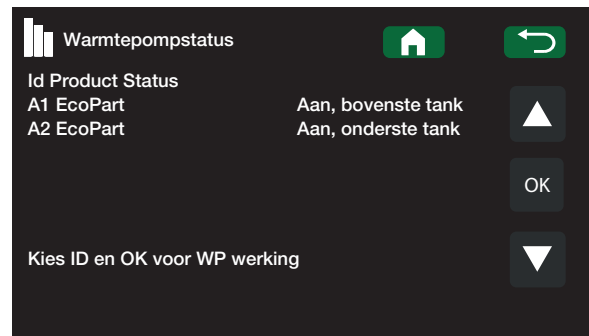 Warmtepompstatus
Id Product Status
A1 EcoPart Aan, bovenste tank
A2 EcoPart Aan, onderste tank
OK
Kies ID en OK voor WP werking